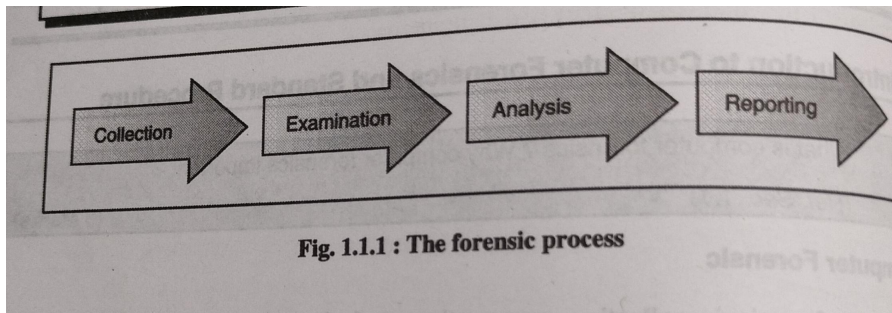 Collection
Examination
Analysis
Reporting
Fig. 1.1.1 : The forensic process